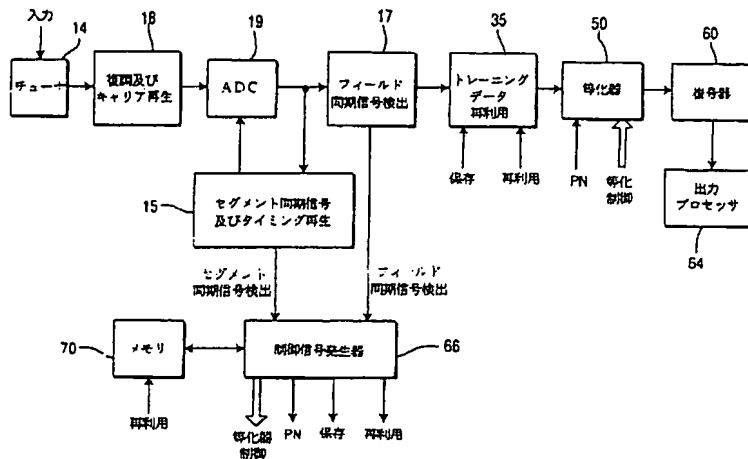 入力
14
18
19
17
35
50
60
チューナ
復調及び
キャリア再生
ADC
フィールド
同期信号検出
トレーニング
データ
再利用
等化器
復号器
保存
再利用
PN
等化
制御
出力
プロセッサ
64
15
セグメント同期信号
及びタイミング再生
セグメント
同期信号検出
フィールド
同期信号検出
70
メモリ
制御信号発生器
66
再利用
等化器
制御
PN
保存
再利用